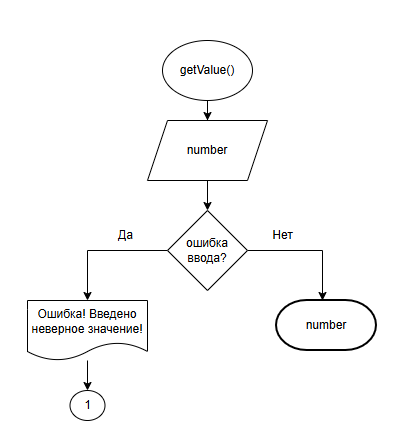 getValue()
number
Да
ошибка
ввода?
Нет
Ошибка! Введено
неверное значение!
number
1